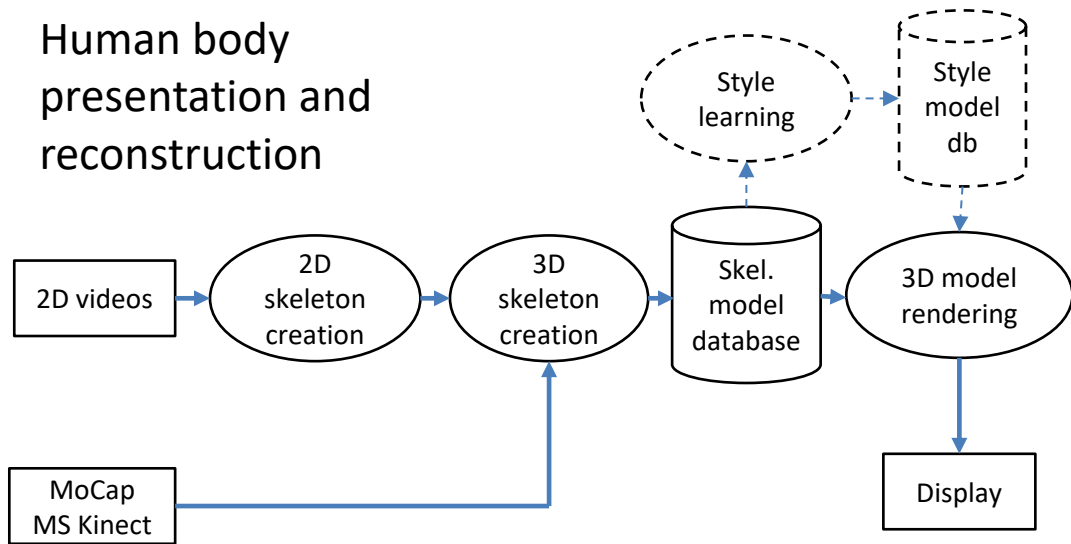 Human body
presentation and
reconstruction
Style
learning
Style
model
db
2D videos
2D
skeleton
creation
3D
skeleton
creation
Skel.
model
database
3D model
rendering
MoCap
MS Kinect
Display